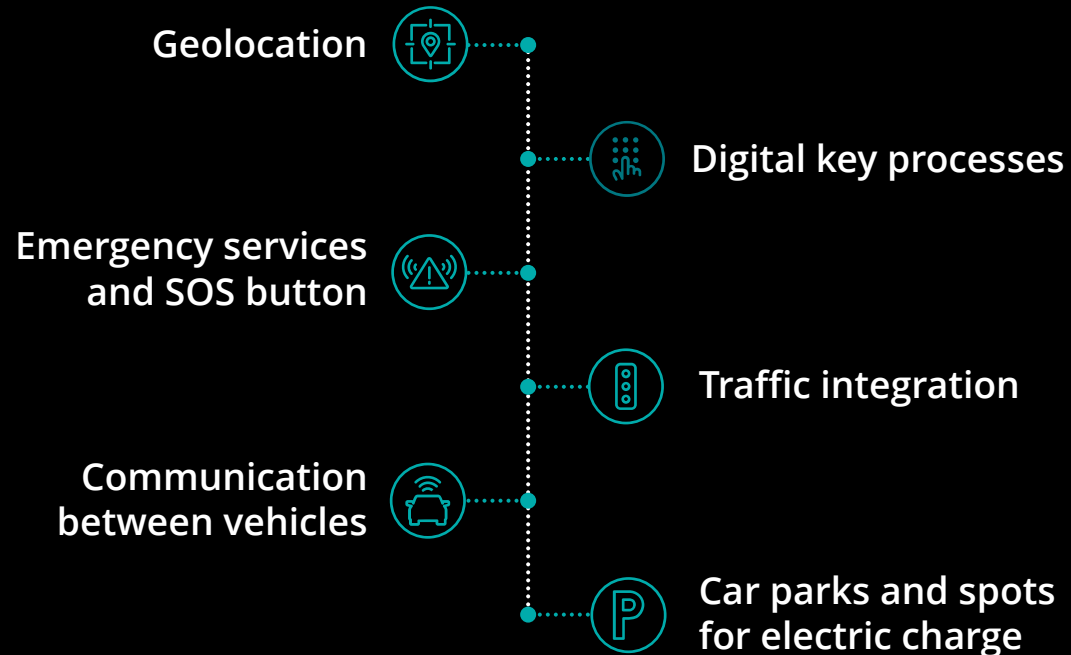 Geolocation
Digital key processes
Emergency services
and SOS button
Traffic integration
Communication
between vehicles
P
Car parks and spots
for electric charge